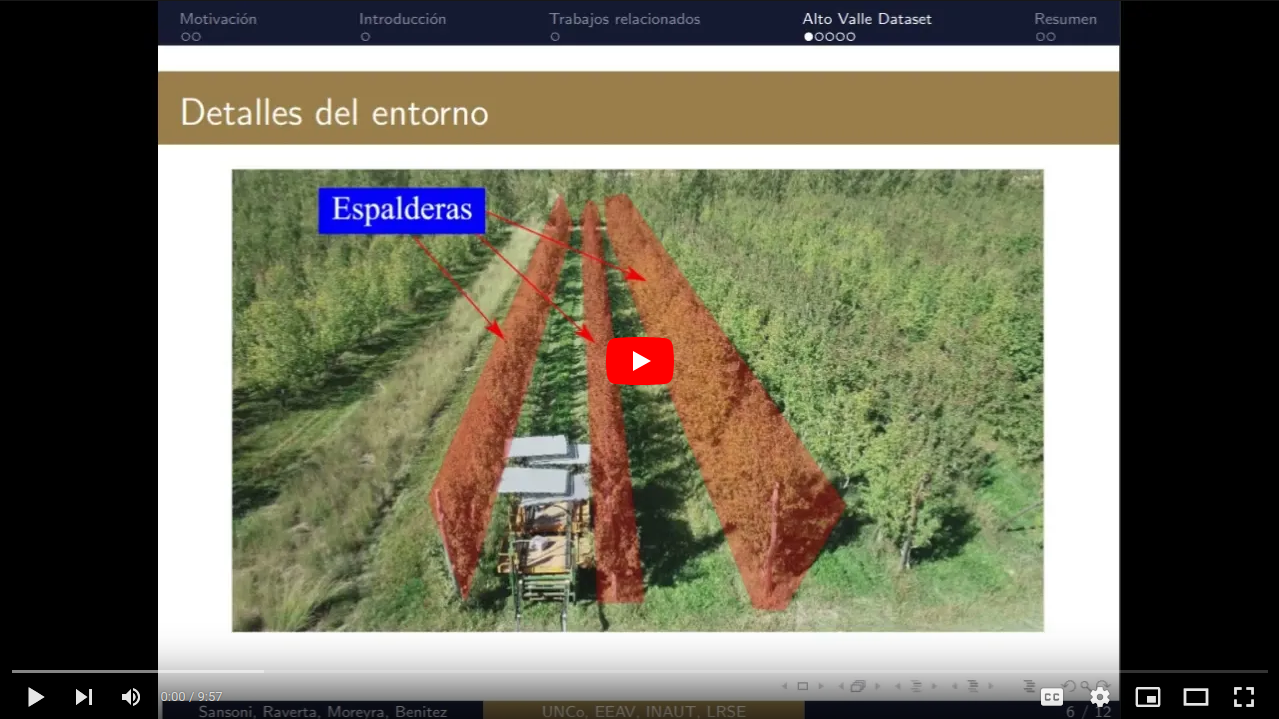 Motivación Introducción Trabajos relacionados Alto Valle Dataset Resumen
Detalles del entorno
Espalderas
0:00 / 9:57
CC
Sansoni, Raverta, Moreyra, Benitez UNCo, EEAV, INAUT, LRSE 6 / 12